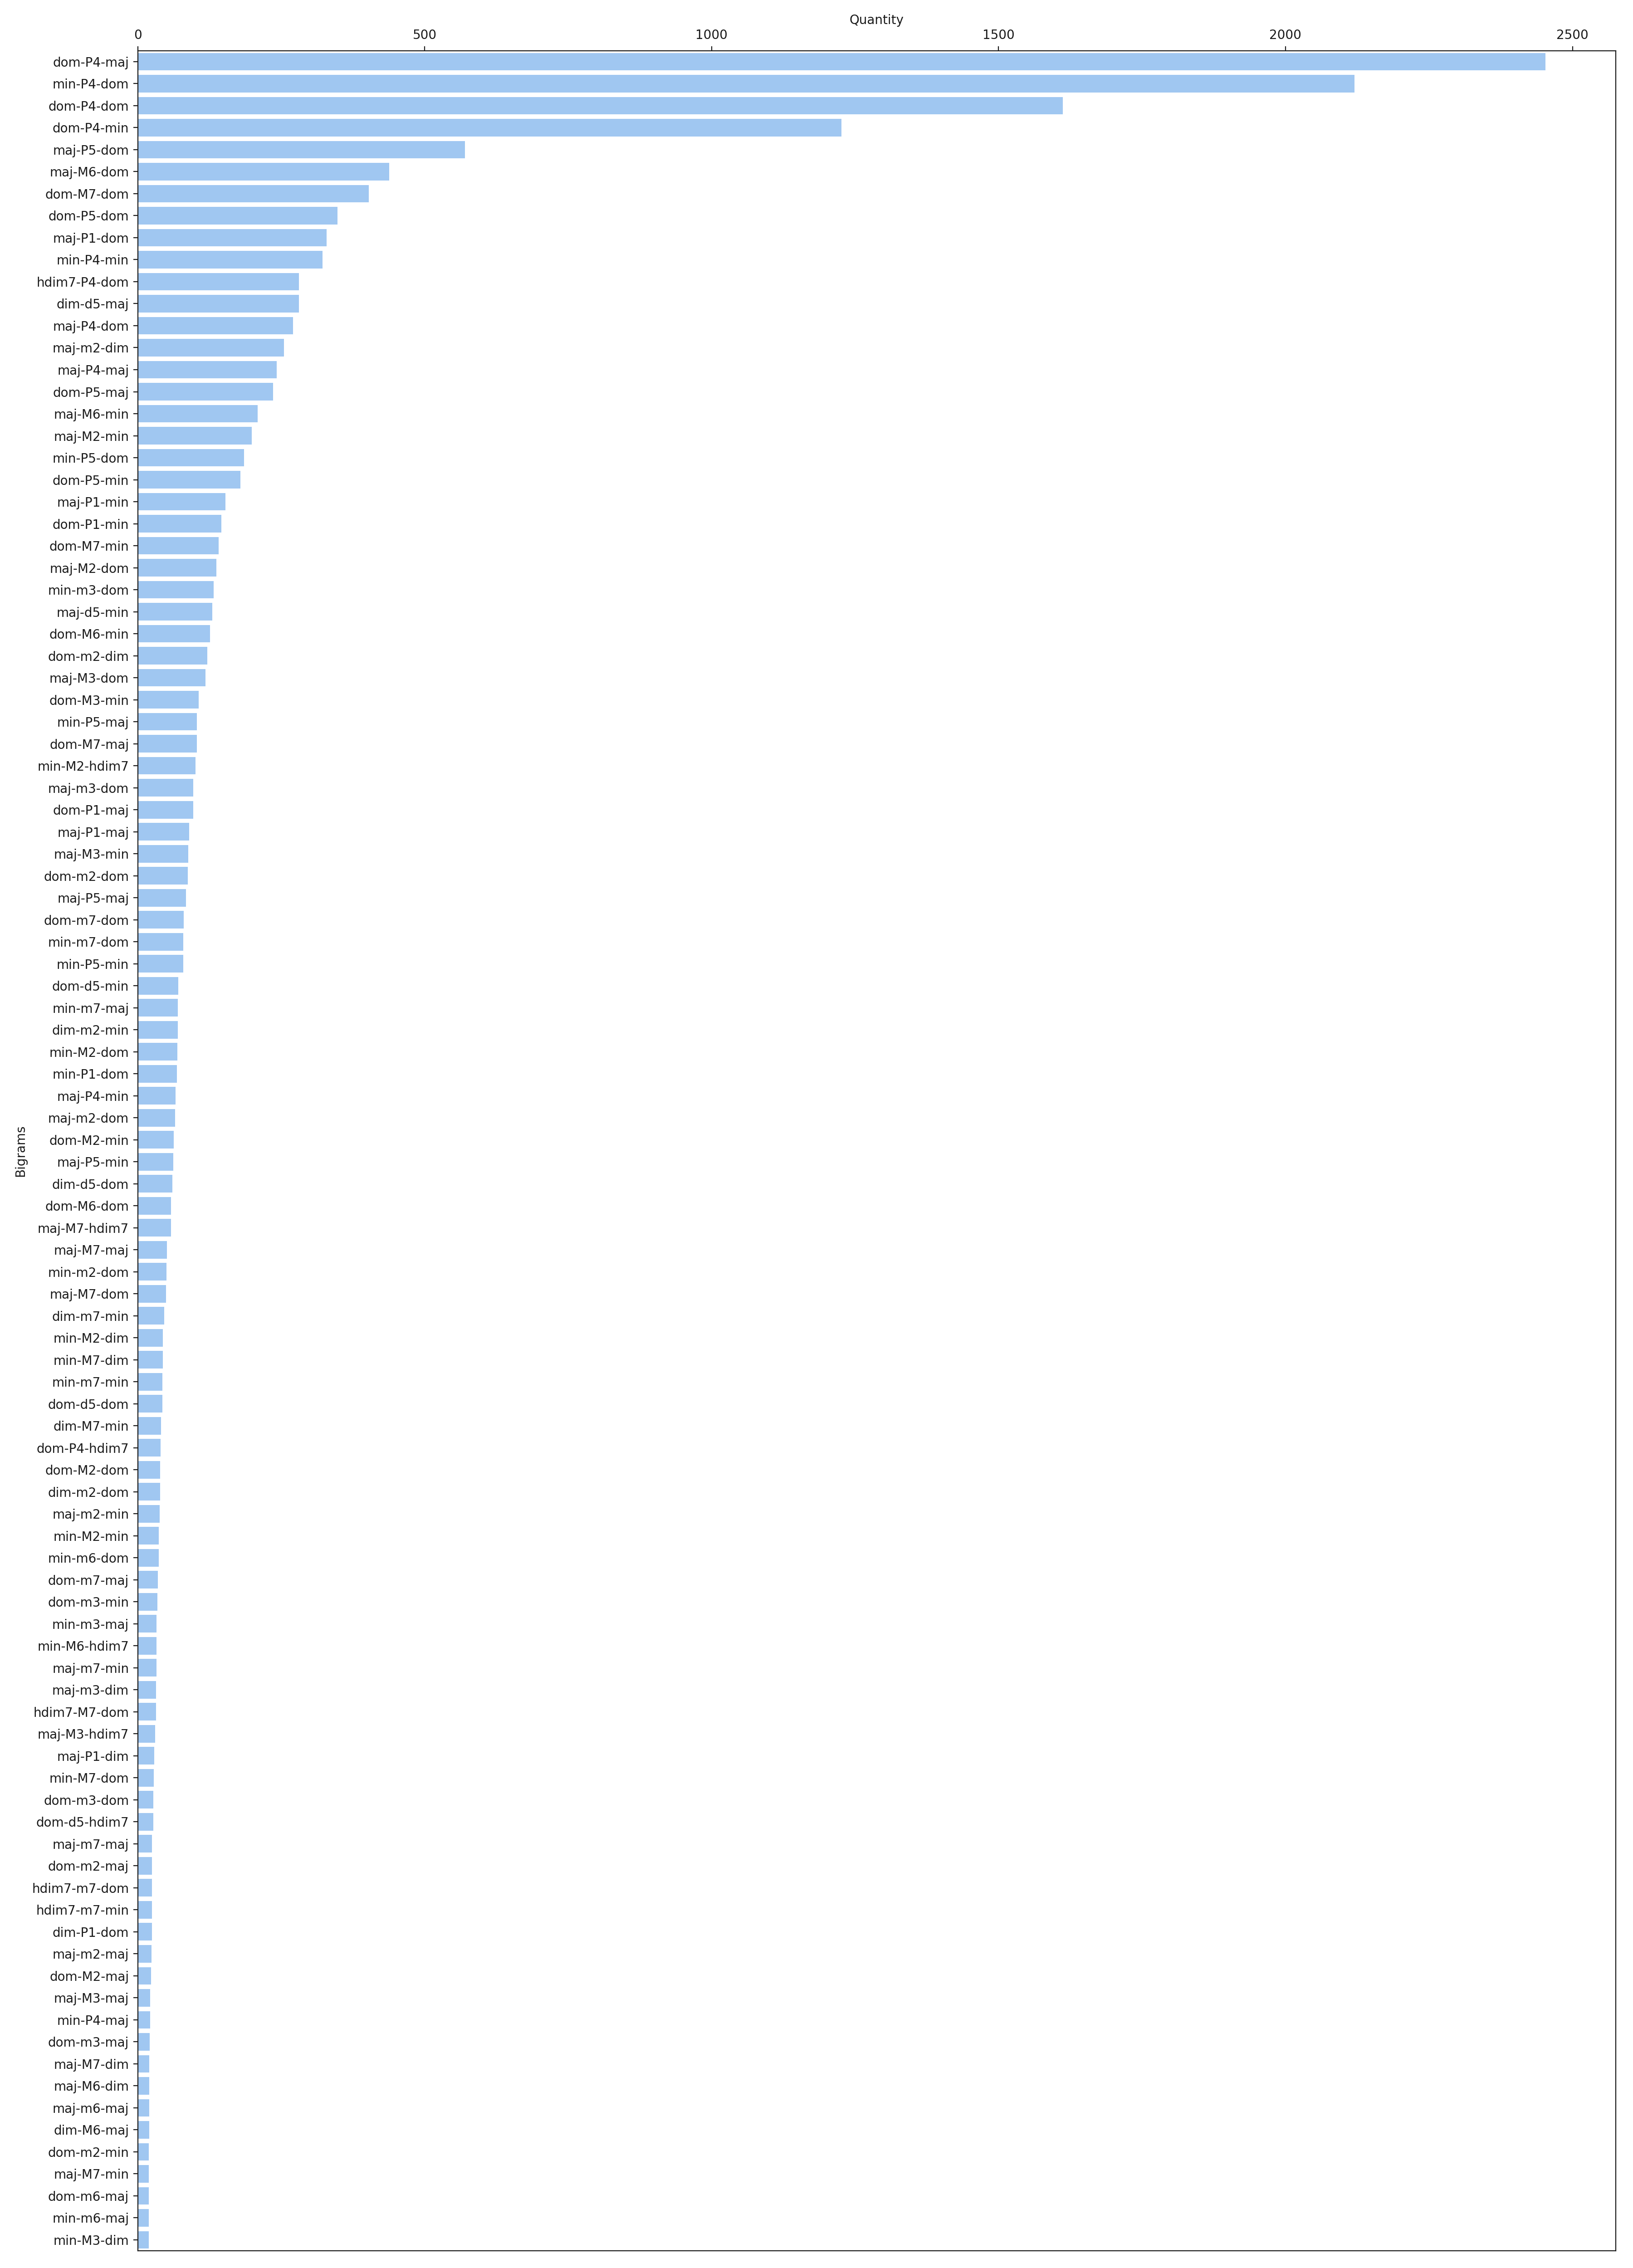 Quantity
0 500 1000 1500 2000 2500
dom-P4-maj
min-P4-dom
dom-P4-dom
dom-P4-min
maj-P5-dom
maj-M6-dom
dom-M7-dom
dom-P5-dom
maj-P1-dom
min-P4-min
hdim7-P4-dom
dim-d5-maj
maj-P4-dom
maj-m2-dim
maj-P4-maj
dom-P5-maj
maj-M6-min
maj-M2-min
min-P5-dom
dom-P5-min
maj-P1-min
dom-P1-min
dom-M7-min
maj-M2-dom
min-m3-dom
maj-d5-min
dom-M6-min
dom-m2-dim
maj-M3-dom
dom-M3-min
min-P5-maj
dom-M7-maj
min-M2-hdim7
maj-m3-dom
dom-P1-maj
maj-P1-maj
maj-M3-min
dom-m2-dom
maj-P5-maj
dom-m7-dom
min-m7-dom
min-P5-min
dom-d5-min
min-m7-maj
dim-m2-min
min-M2-dom
min-P1-dom
maj-P4-min
maj-m2-dom
dom-M2-min
maj-P5-min
dim-d5-dom
dom-M6-dom
maj-M7-hdim7
maj-M7-maj
min-m2-dom
maj-M7-dom
dim-m7-min
min-M2-dim
min-M7-dim
min-m7-min
dom-d5-dom
dim-M7-min
dom-P4-hdim7
dom-M2-dom
dim-m2-dom
maj-m2-min
min-M2-min
min-m6-dom
dom-m7-maj
dom-m3-min
min-m3-maj
min-M6-hdim7
maj-m7-min
maj-m3-dim
hdim7-M7-dom
maj-M3-hdim7
maj-P1-dim
min-M7-dom
dom-m3-dom
dom-d5-hdim7
maj-m7-maj
dom-m2-maj
hdim7-m7-dom
hdim7-m7-min
dim-P1-dom
maj-m2-maj
dom-M2-maj
maj-M3-maj
min-P4-maj
dom-m3-maj
maj-M7-dim
maj-M6-dim
maj-m6-maj
dim-M6-maj
dom-m2-min
maj-M7-min
dom-m6-maj
min-m6-maj
min-M3-dim
Bigrams